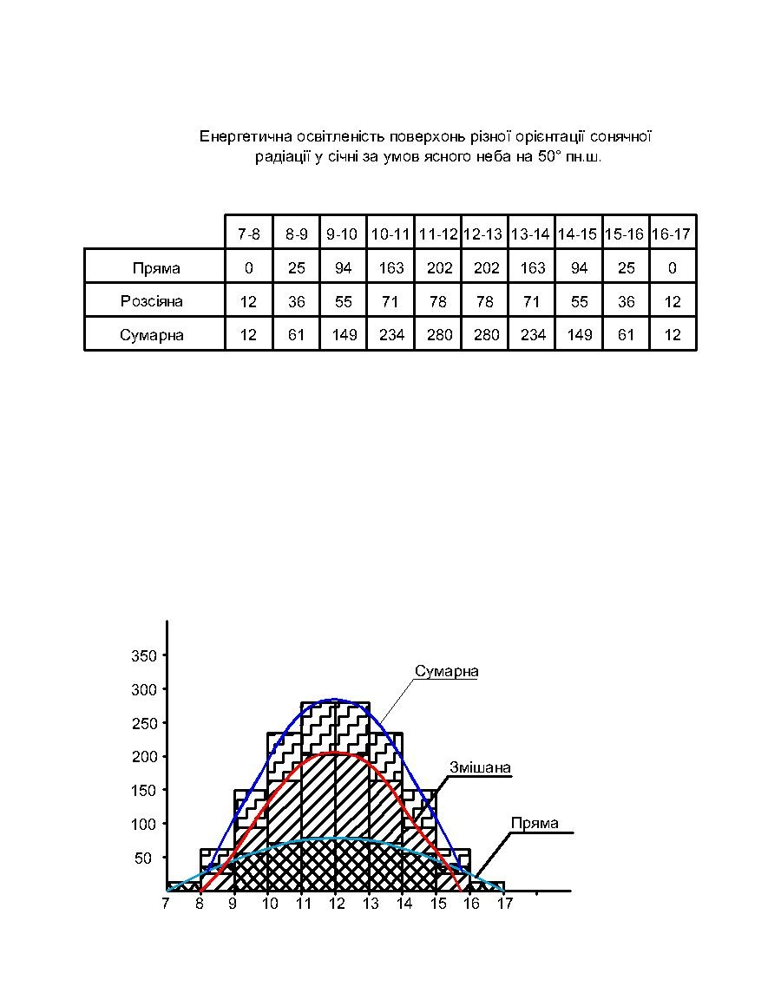 Енергетична освітленість поверхонь різної орієнтації сонячної
радіації у січні за умов ясного неба на 50° пн.ш.
7-8 8-9 9-10 10-11 11-12 12-13 13-14 14-15 15-16 16-17
Пряма 0 25 94 163 202 202 163 94 25 0
Розсіяна 12 36 55 71 78 78 71 55 36 12
Сумарна 12 61 149 234 280 280 234 149 61 12
350
Сумарна
300
250
200
Змішана
150
100
Пряма
50
7 8 9 10 11 12 13 14 15 16 17